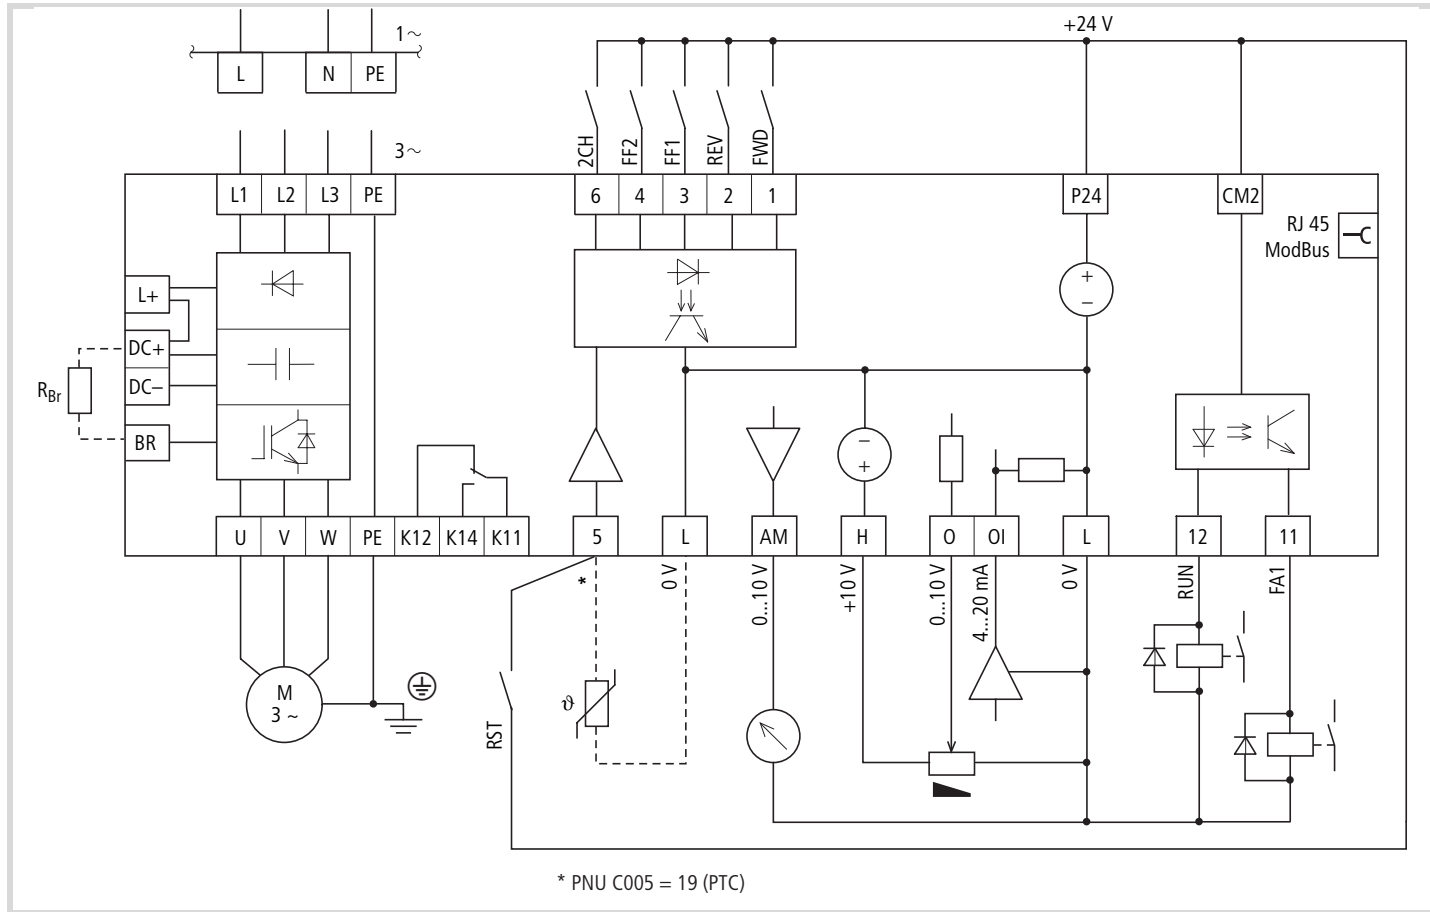 +24 V
1~
L N PE
3~
2CH FF2 FF1 REV FWD
L1 L2 L3 PE
6 4 3 2 1
P24
CM2
RJ 45
ModBus
L+
DC+
DC–
BR
RBr
+
–
–
+
U V W PE K12 K14 K11
5
L
AM
H
O OI
L
12
11
*
0 V
0...10 V
+10 V
0...10 V
4...20 mA
0 V
RUN
FA1
M
3 ~
ϑ
RST
* PNU C005 = 19 (PTC)